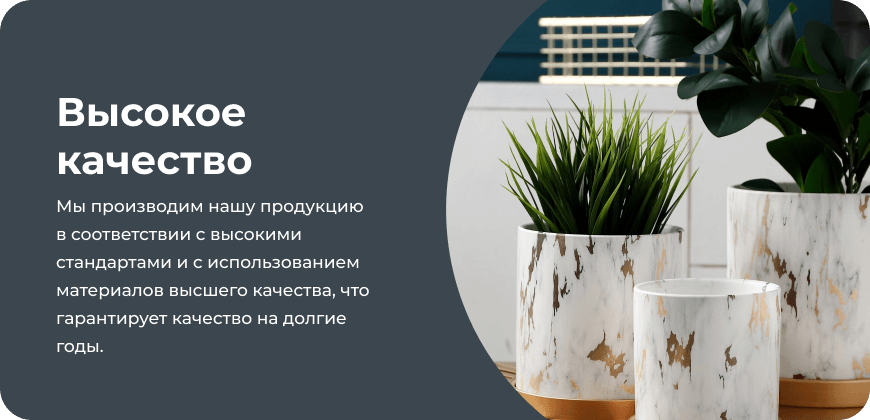 Высокое
качество
Мы производим нашу продукцию
в соответствии с высокими
стандартами и с использованием
материалов высшего качества, что
гарантирует качество на долгие
годы.